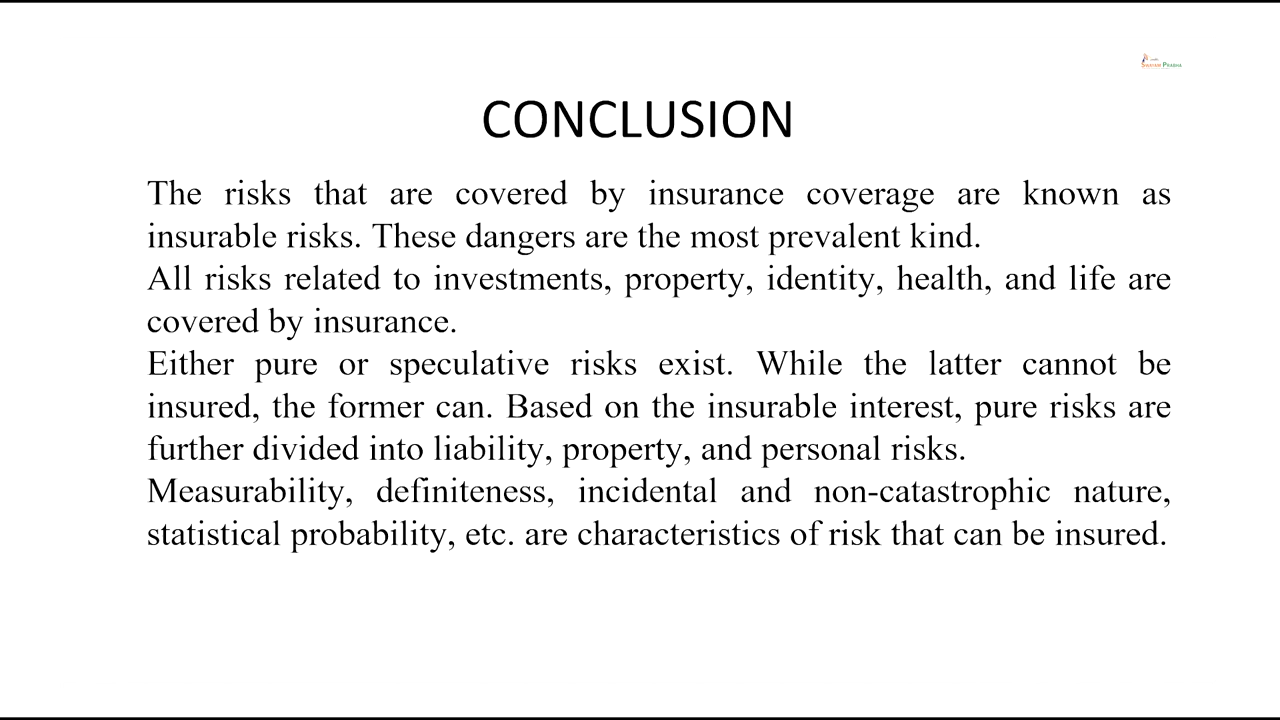 SWAYAM PRABHA
CONCLUSION
The risks that are covered by insurance coverage are known as
insurable risks. These dangers are the most prevalent kind.
All risks related to investments, property, identity, health, and life are
covered by insurance.
Either pure or speculative risks exist. While the latter cannot be
insured, the former can. Based on the insurable interest, pure risks are
further divided into liability, property, and personal risks.
Measurability, definiteness, incidental and non-catastrophic nature,
statistical probability, etc. are characteristics of risk that can be insured.